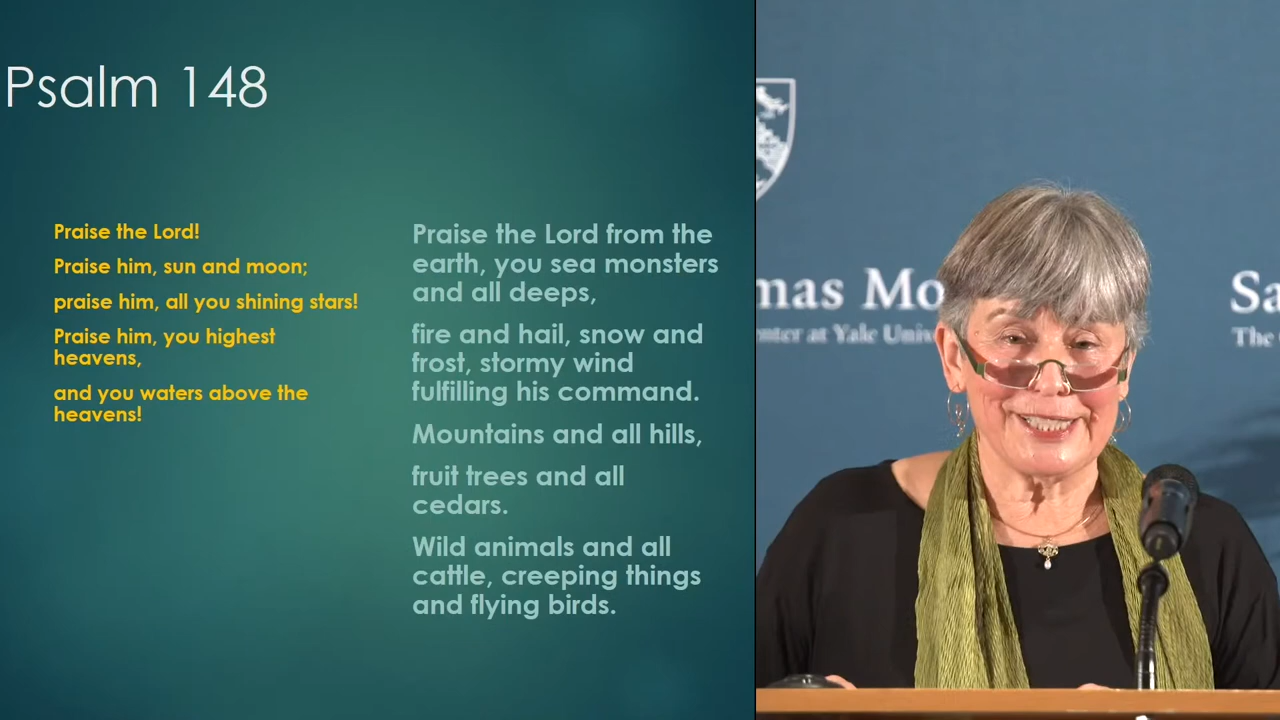 Psalm 148
Praise the Lord!
Praise him, sun and moon;
praise him, all you shining stars!
Praise him, you highest
heavens,
and you waters above the
heavens!
Praise the Lord from the
earth, you sea monsters
and all deeps,
fire and hail, snow and
frost, stormy wind
fulfilling his command.
Mountains and all hills,
fruit trees and all
cedars.
Wild animals and all
cattle, creeping things
and flying birds.
mas Mo
enter at Yale Univ
Sa
The